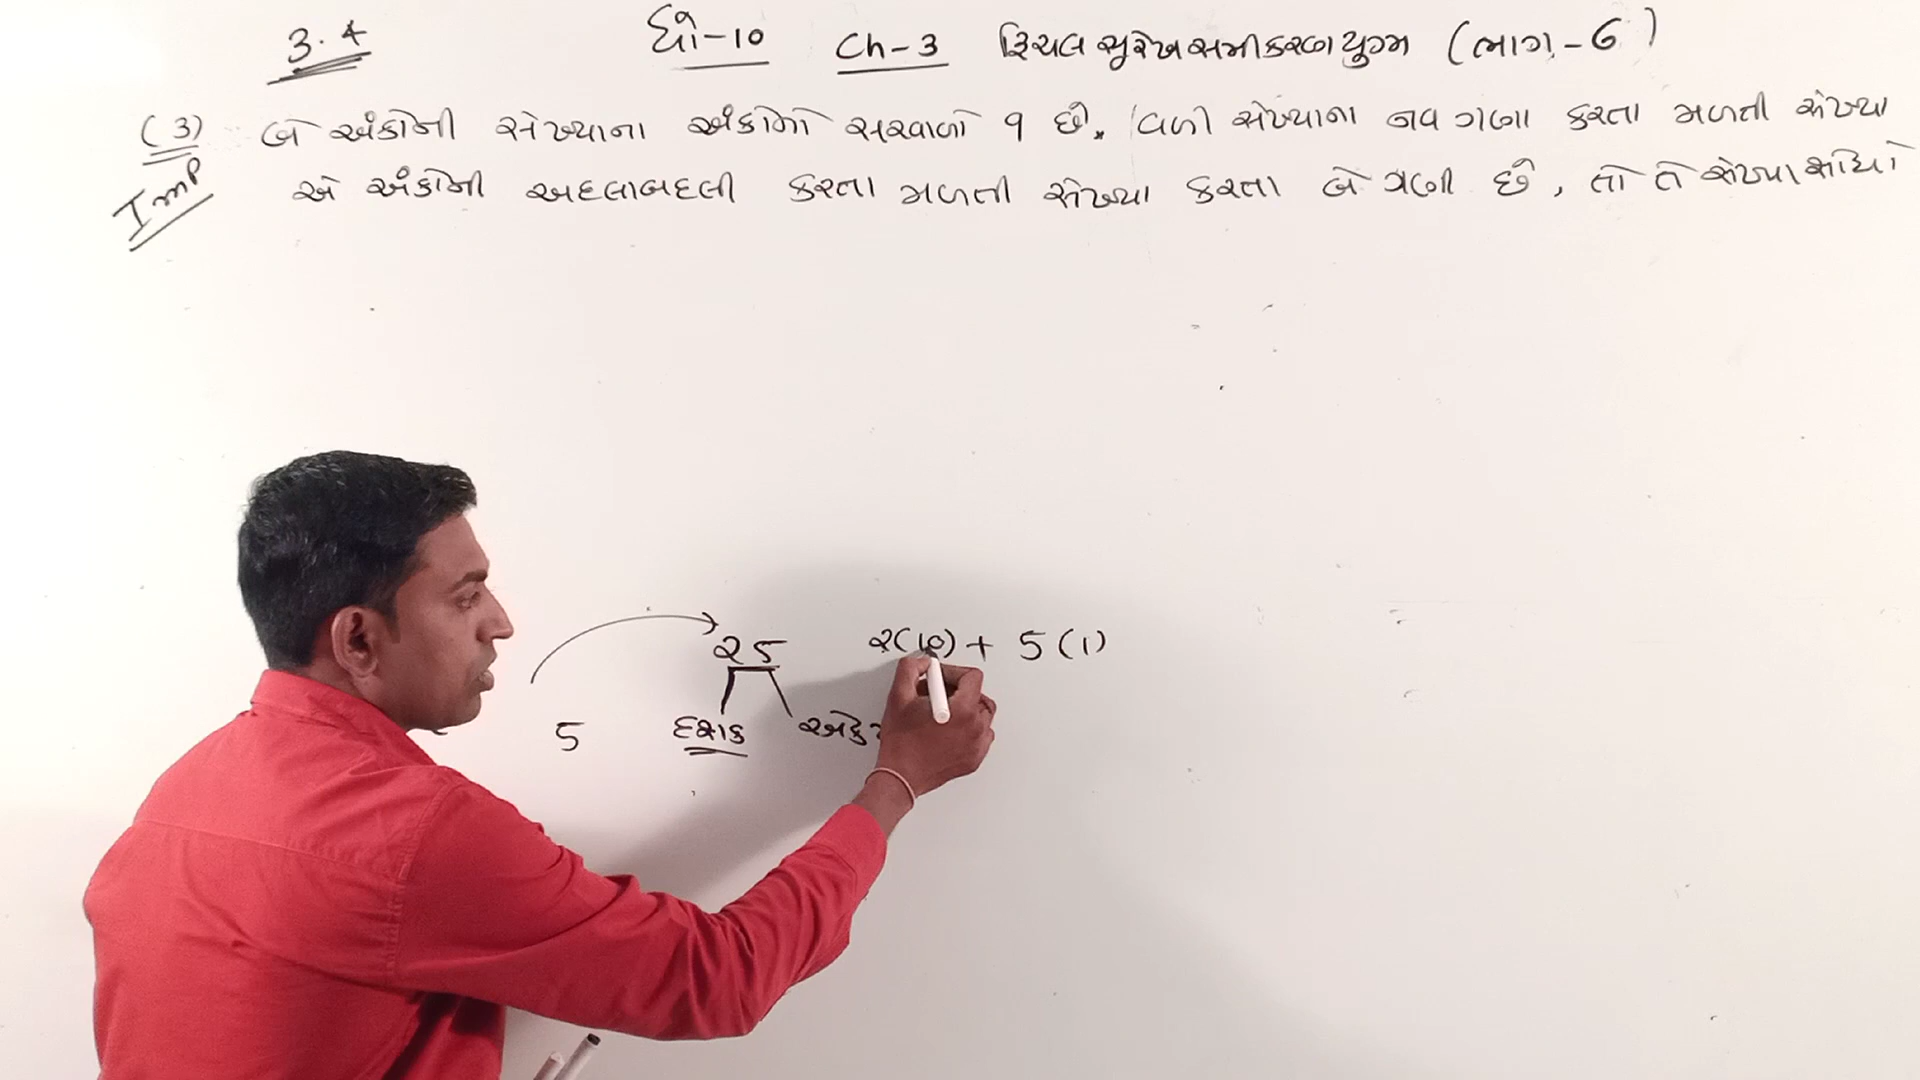 3.4 ધો-10 Ch-3 દ્વિચલ સુરેખ સમીકરણ યુગ્મ (ભાગ-6)
(3) બે અંકોની સંખ્યાના અંકોનો સરવાળો 9 છે. વળી સંખ્યાના નવ ગણા કરતા મળતી સંખ્યા
Imp એ અંકોની અદલાબદલી કરતા મળતી સંખ્યા કરતા બે ગણી છે, તો તે સંખ્યા શોધો
25 2(10) + 5(1)
5 દશક